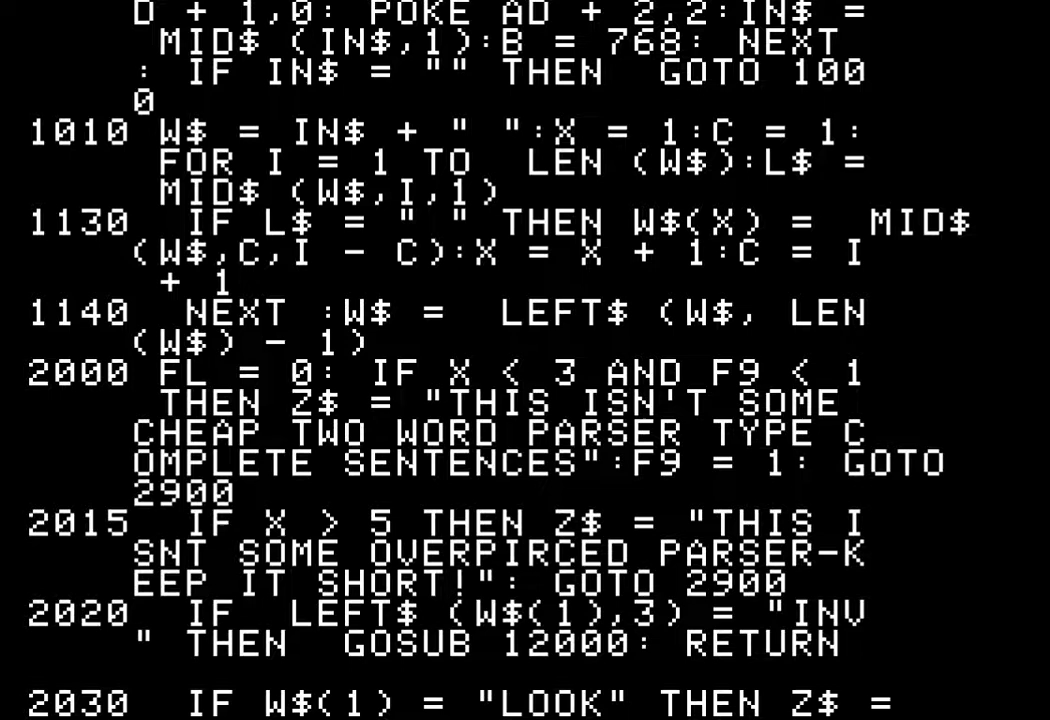 D + 1,0: POKE AD + 2,2:IN$ =
MID$ (IN$,1):B = 768: NEXT
: IF IN$ = "" THEN GOTO 100
0
1010 W$ = IN$ + " ":X = 1:C = 1:
FOR I = 1 TO LEN (W$):L$ =
MID$ (W$,I,1)
1130 IF L$ = " " THEN W$(X) = MID$
(W$,C,I - C):X = X + 1:C = I
+ 1
1140 NEXT :W$ = LEFT$ (W$, LEN
(W$) - 1)
2000 FL = 0: IF X < 3 AND F9 < 1
THEN Z$ = "THIS ISN'T SOME
CHEAP TWO WORD PARSER TYPE C
OMPLETE SENTENCES":F9 = 1: GOTO
2900
2015 IF X > 5 THEN Z$ = "THIS I
SNT SOME OVERPIRCED PARSER-K
EEP IT SHORT!": GOTO 2900
2020 IF LEFT$ (W$(1),3) = "INV
" THEN GOSUB 12000: RETURN
2030 IF W$(1) = "LOOK" THEN Z$ =